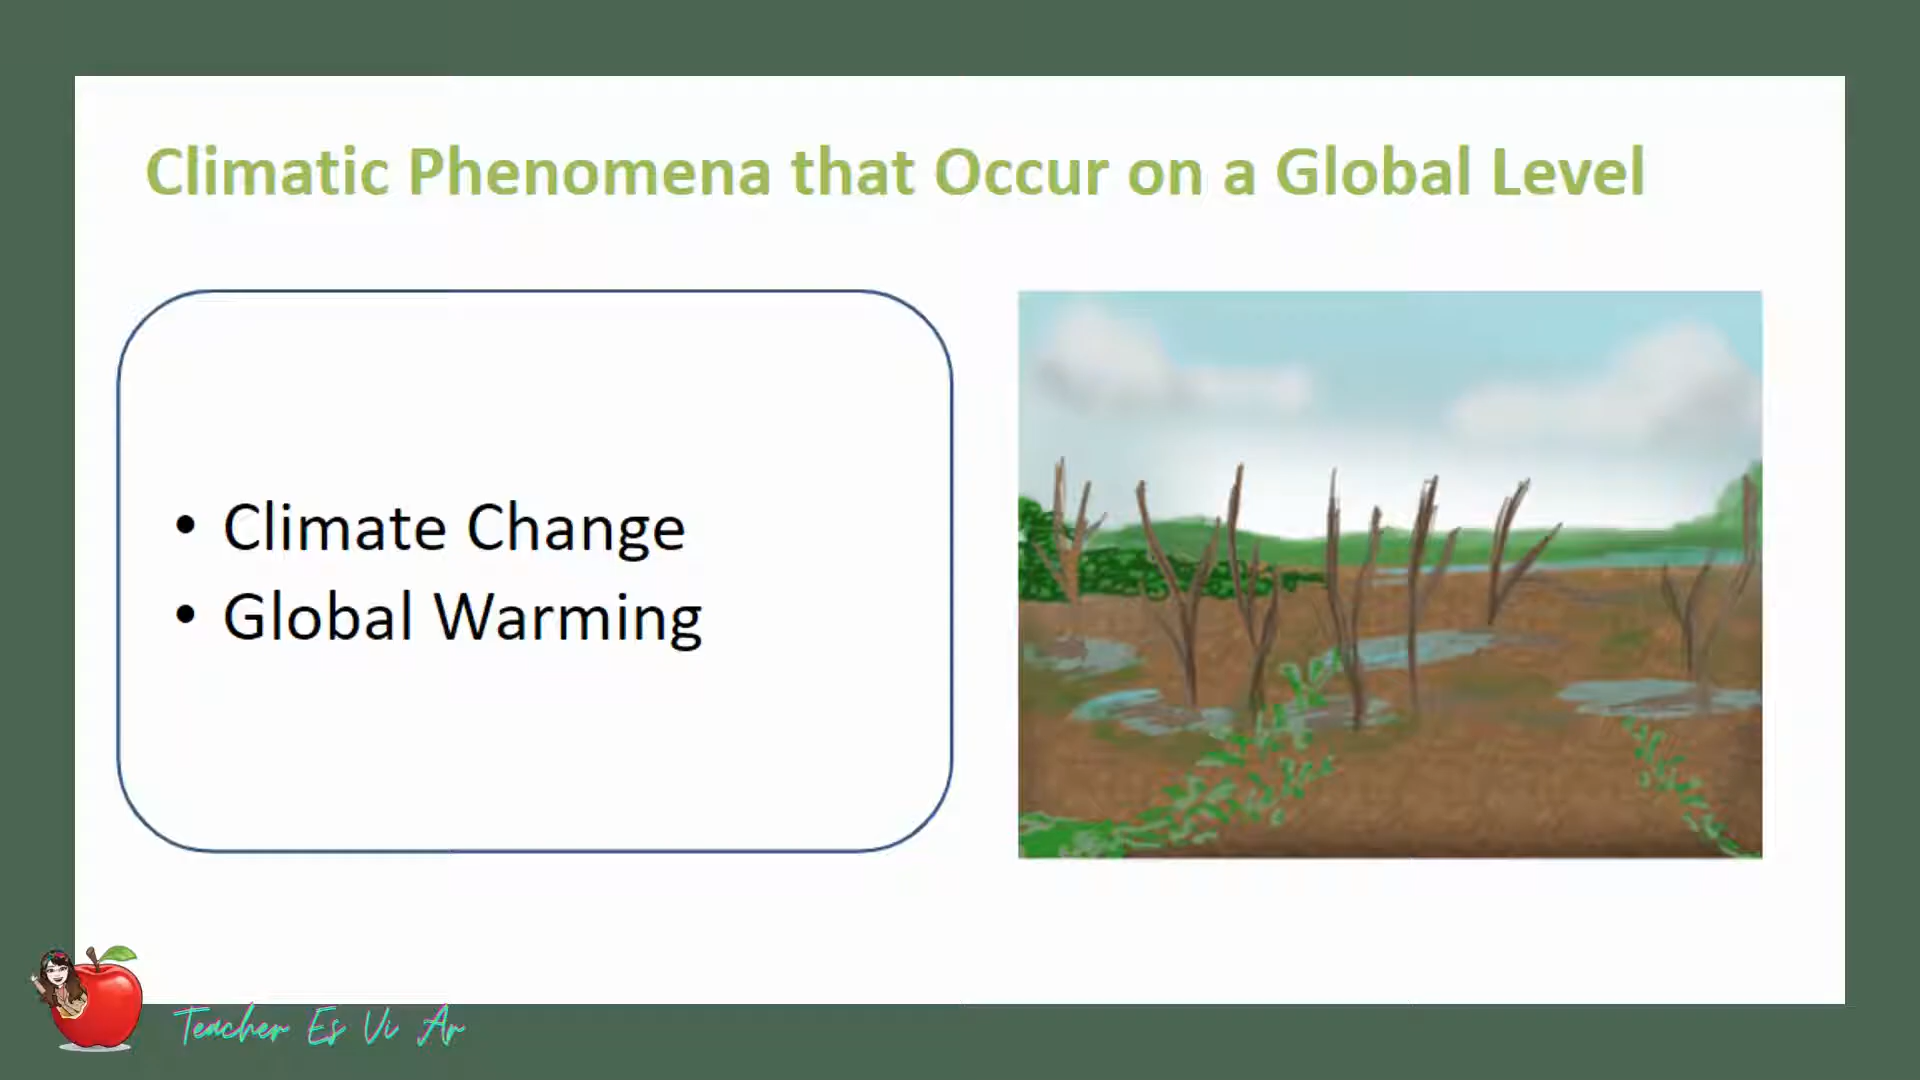 Climatic Phenomena that Occur on a Global Level
• Climate Change
• Global Warming
Teacher Es Vi Ar